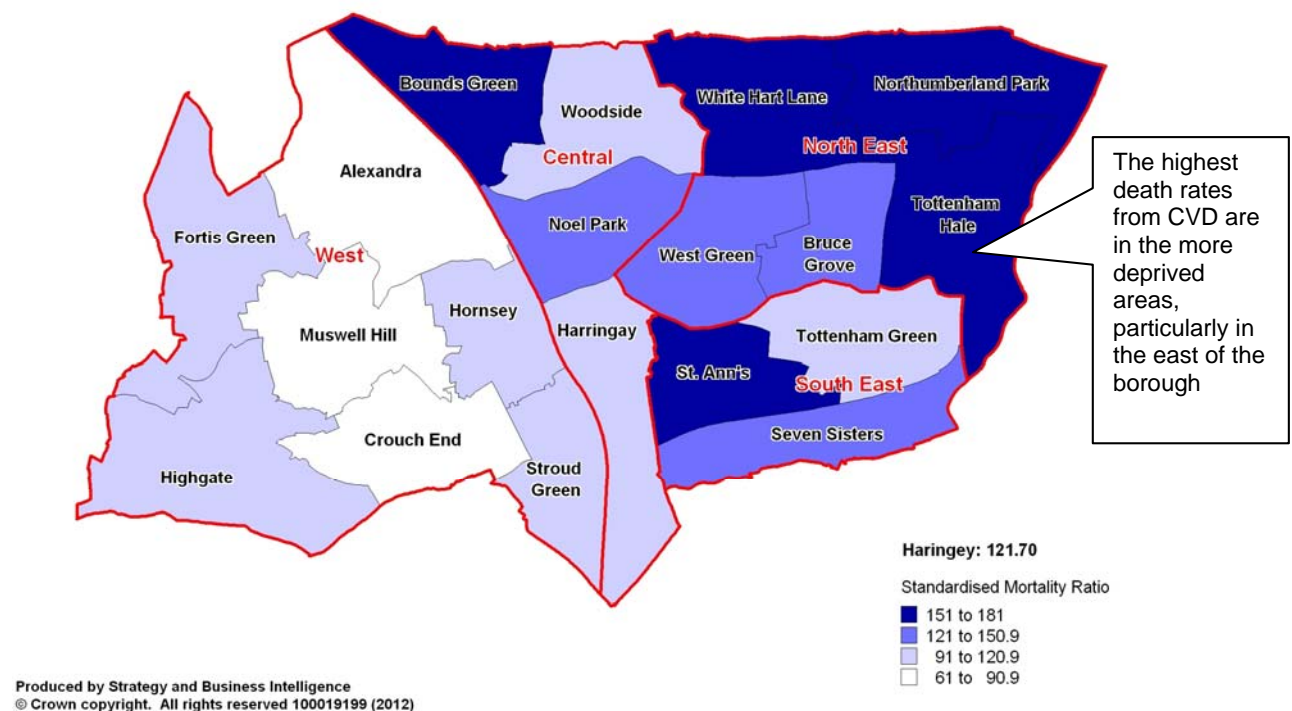 Bounds Green
Woodside
White Hart Lane
Northumberland Park
Central
North East
Alexandra
Tottenham
Hale
Noel Park
Fortis Green
West
West Green
Bruce
Grove
Hornsey
Harringay
Muswell Hill
Tottenham Green
St. Ann's
South East
Crouch End
Seven Sisters
Highgate
Stroud
Green
The highest
death rates
from CVD are
in the more
deprived
areas,
particularly in
the east of the
borough
Haringey: 121.70
Standardised Mortality Ratio
151 to 181
121 to 150.9
91 to 120.9
61 to 90.9
Produced by Strategy and Business Intelligence
© Crown copyright. All rights reserved 100019199 (2012)